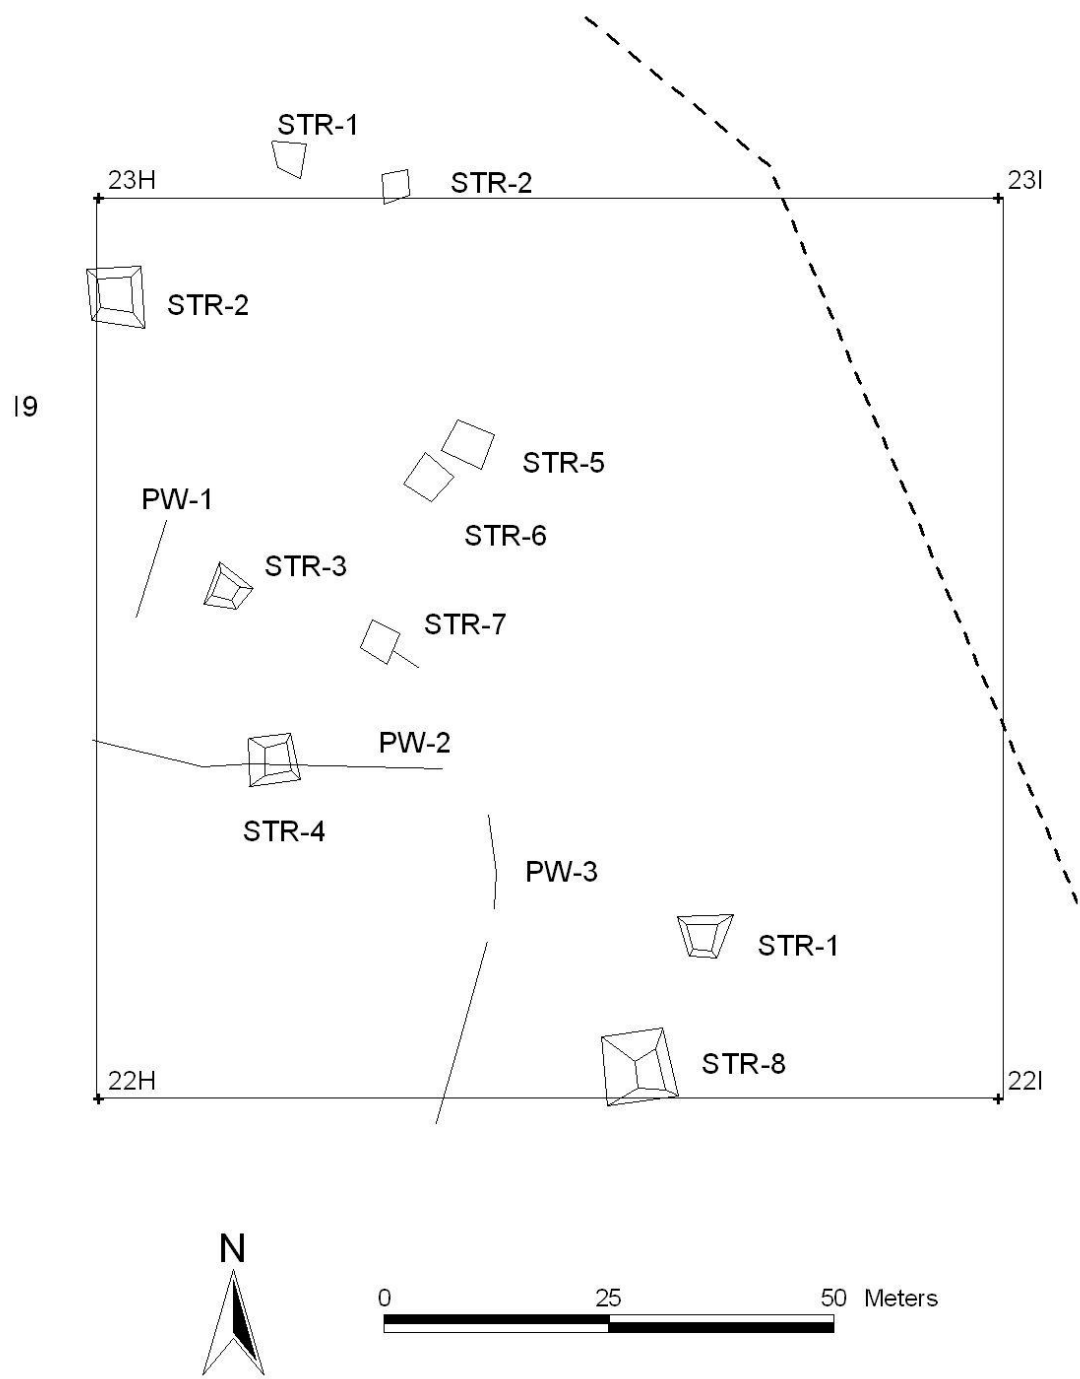 STR-1
23H
STR-2
23I
STR-2
I9
STR-5
PW-1
STR-6
STR-3
STR-7
PW-2
STR-4
PW-3
STR-1
STR-8
22H
22I
N
0 25 50 Meters